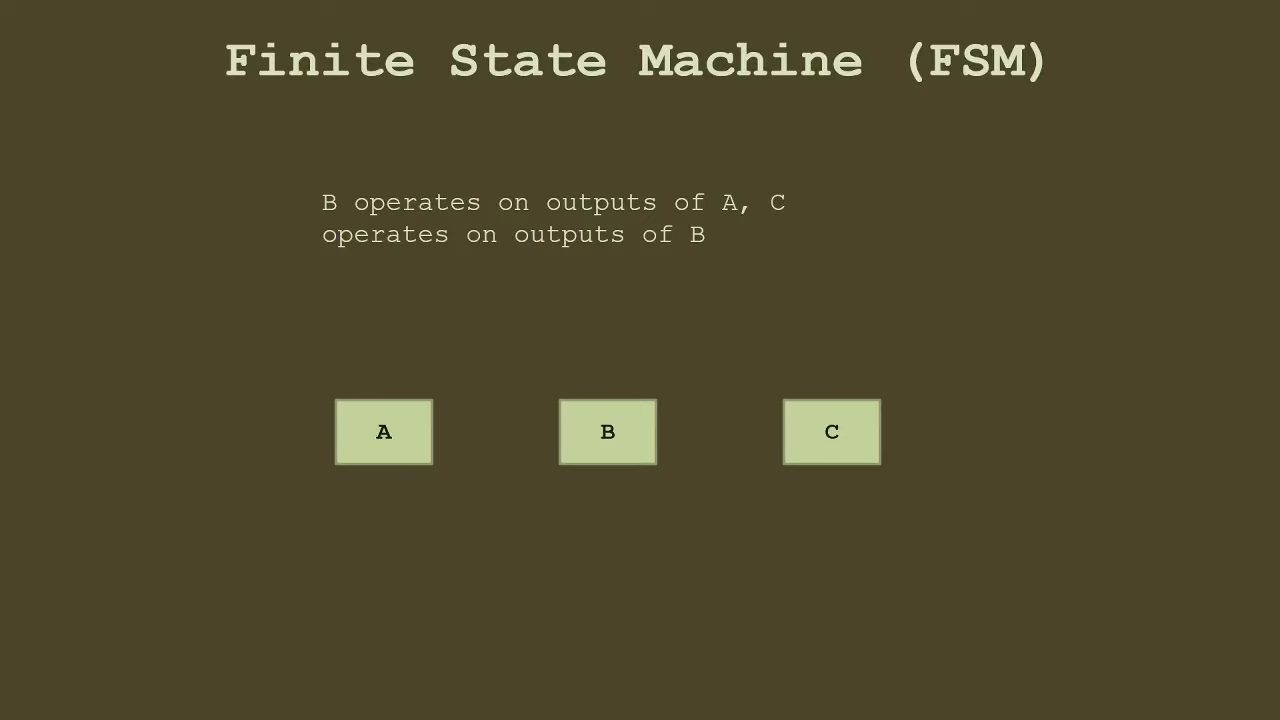 Finite State Machine (FSM)
B operates on outputs of A, C
operates on outputs of B
A
B
C